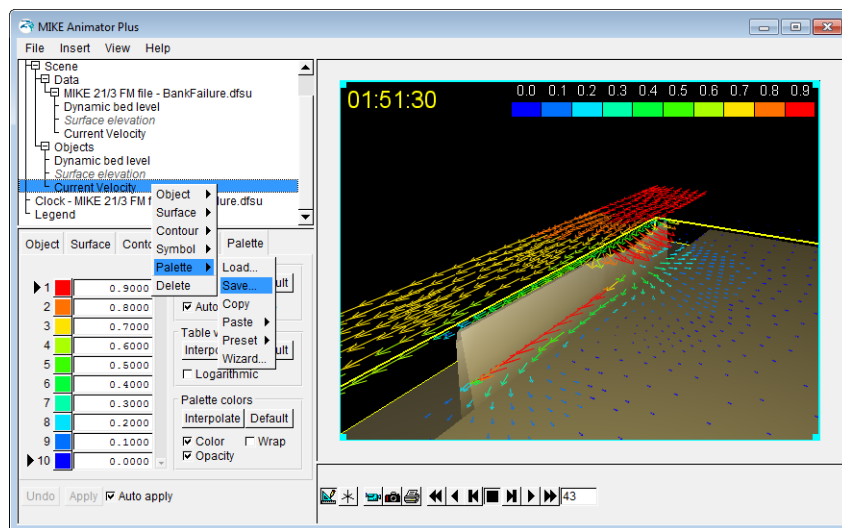 MIKE Animator Plus
File Insert View Help
Scene
Data
MIKE 21/3 FM file - BankFailure.dfsu
Dynamic bed level
Surface elevation
Current Velocity
Objects
Dynamic bed level
Surface elevation
Current Velocity
Clock - MIKE 21/3 FM f
lure.dfsu
Legend
Object
Surface
Contour
Symbol
Palette
Delete
Load...
Save...
Copy
Paste
Preset
Wizard...
Object Surface Conto Palette
1 0.9000
2 0.8000
3 0.7000
4 0.6000
5 0.5000
6 0.4000
7 0.3000
8 0.2000
9 0.1000
10 0.0000
ult
Auto
Table v
Interpo ult
Logarithmic
Palette colors
Interpolate Default
Color Wrap
Opacity
Undo Apply Auto apply
01:51:30
0.0 0.1 0.2 0.3 0.4 0.5 0.6 0.7 0.8 0.9
43